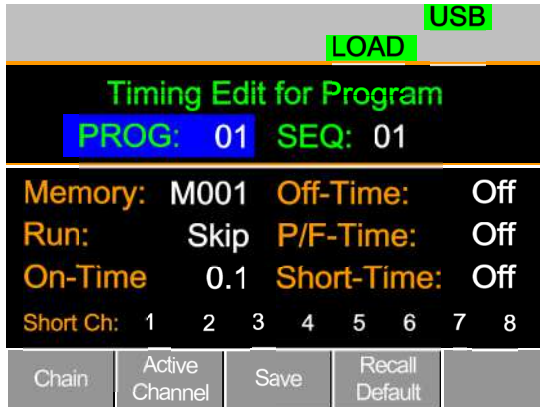 USB
LOAD
Timing Edit for Program
PROG: 01 SEQ: 01
Memory: M001 Off-Time: Off
Run: Skip P/F-Time: Off
On-Time 0.1 Short-Time: Off
Short Ch: 1 2 3 4 5 6 7 8
Chain Active Channel Save Recall Default